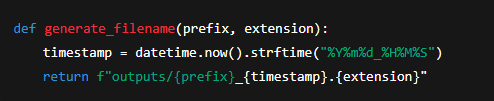 def generate_filename(prefix, extension):
    timestamp = datetime.now().strftime("%Y%m%d_%H%M%S")
    return f"outputs/{prefix}_{timestamp}.{extension}"